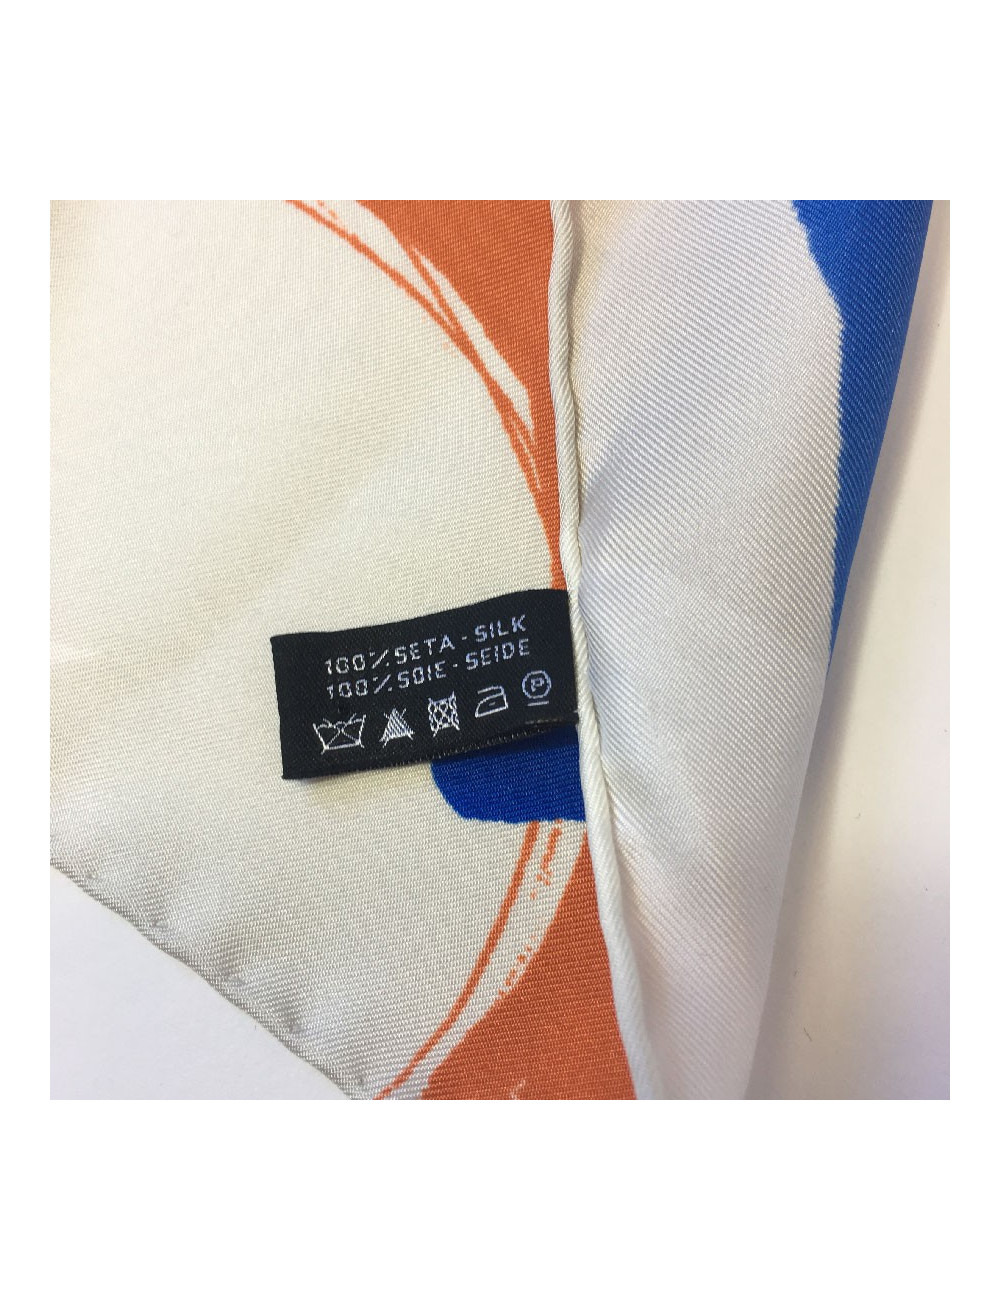 100% SETA - SILK
100% SOIE - SEIDE
P